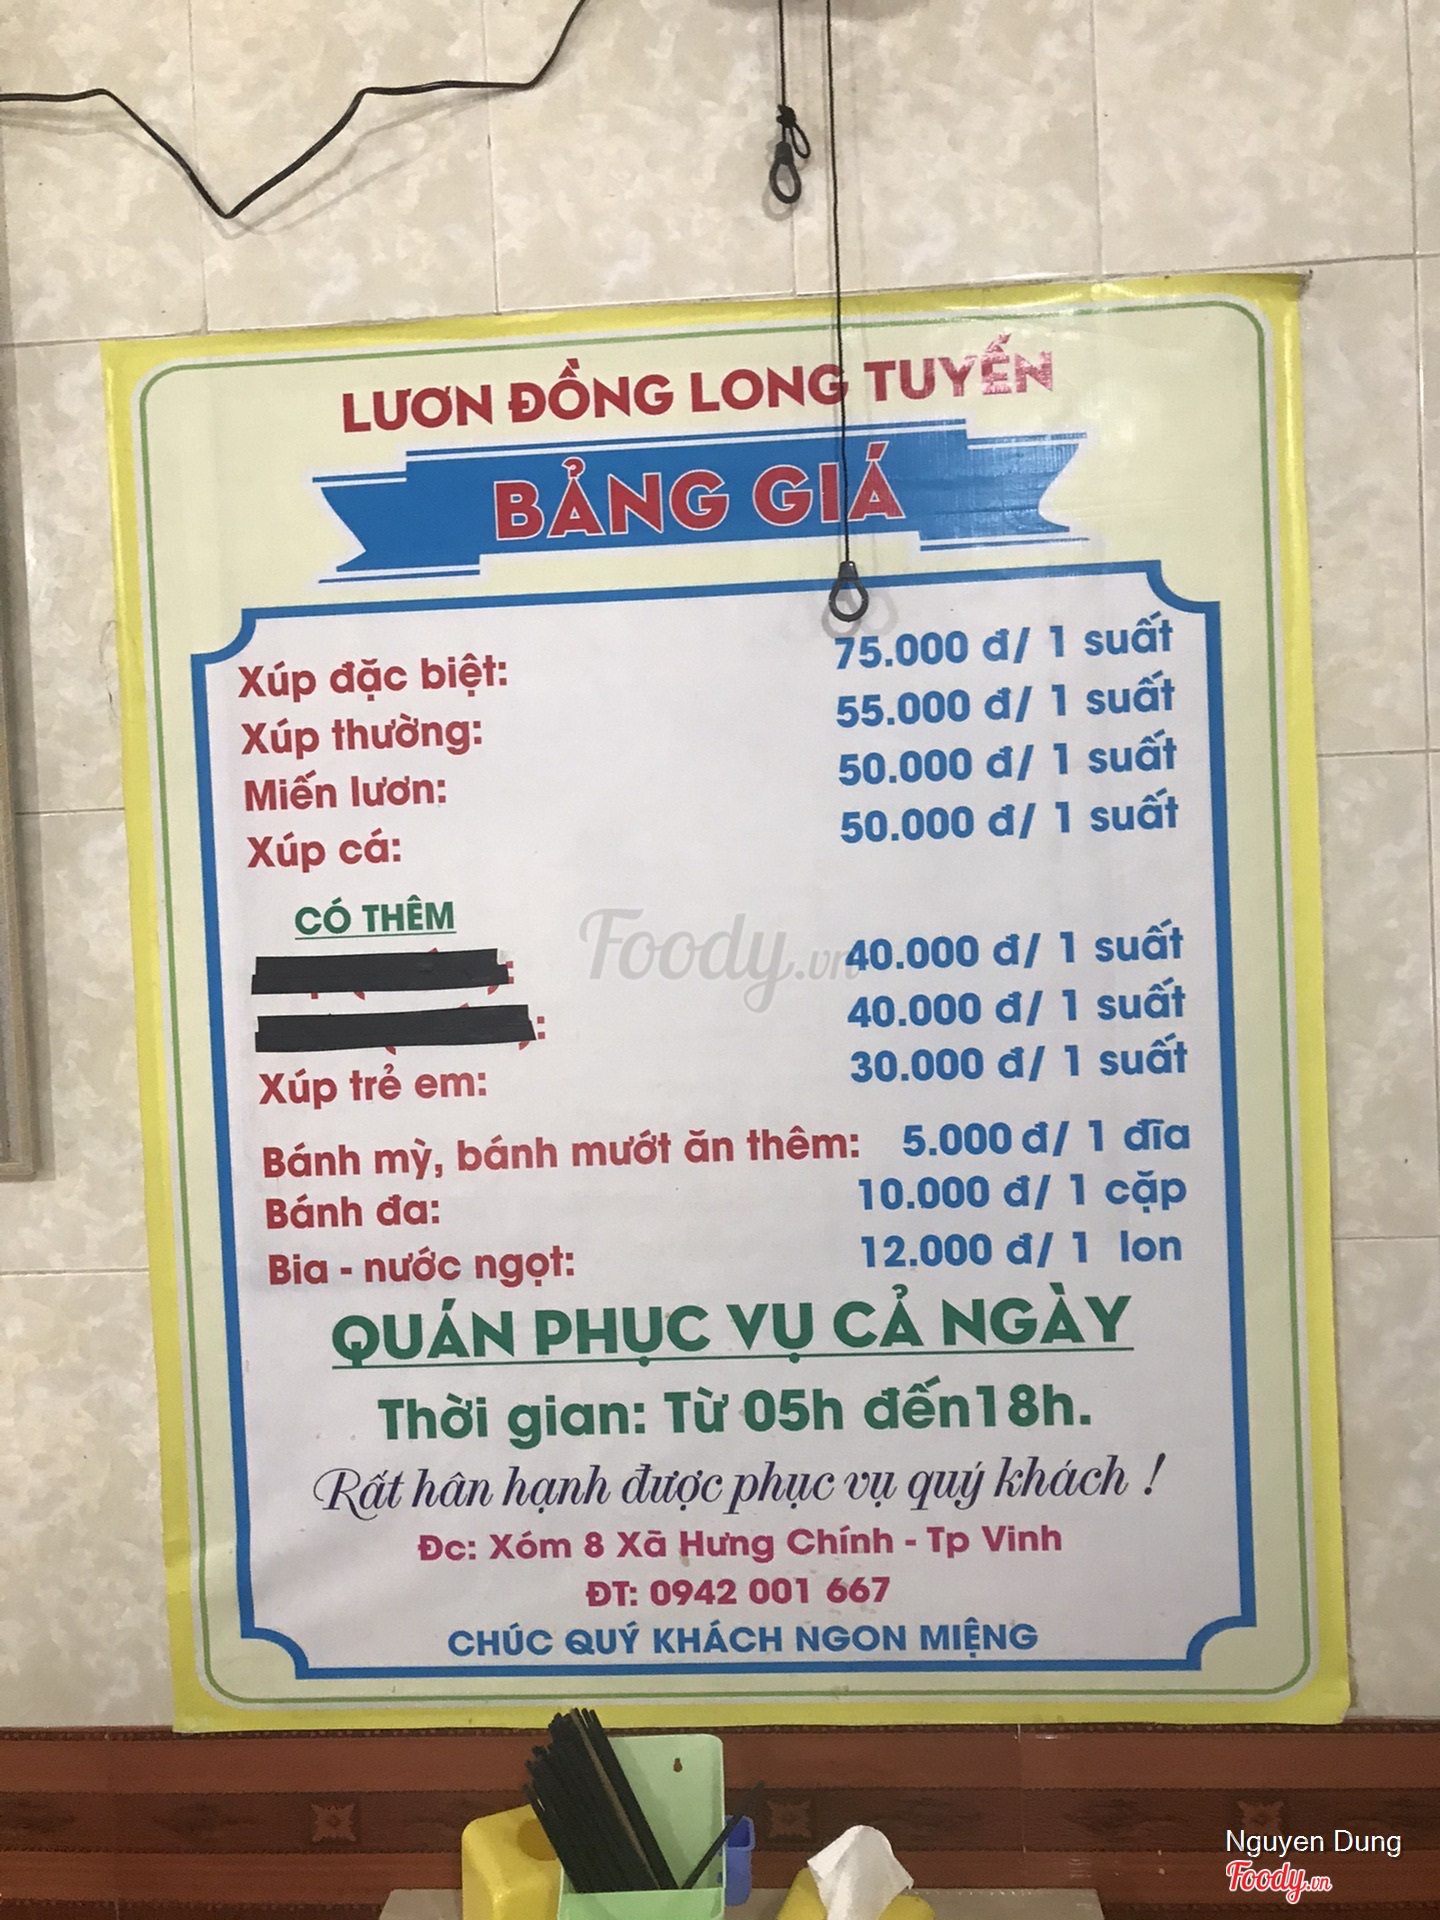 LƯƠN ĐỒNG LONG TUYẾN
BẢNG GIÁ
Xúp đặc biệt: 75.000 đ/ 1 suất
Xúp thường: 55.000 đ/ 1 suất
Miến lươn: 50.000 đ/ 1 suất
Xúp cá: 50.000 đ/ 1 suất
CÓ THÊM
: 40.000 đ/ 1 suất
: 40.000 đ/ 1 suất
Xúp trẻ em: 30.000 đ/ 1 suất
Bánh mỳ, bánh mướt ăn thêm: 5.000 đ/ 1 đĩa
Bánh đa: 10.000 đ/ 1 cặp
Bia - nước ngọt: 12.000 đ/ 1 lon
QUÁN PHỤC VỤ CẢ NGÀY
Thời gian: Từ 05h đến18h.
Rất hân hạnh được phục vụ quý khách !
Đc: Xóm 8 Xã Hưng Chính - Tp Vinh
ĐT: 0942 001 667
CHÚC QUÝ KHÁCH NGON MIỆNG
Foody.vn
Nguyen Dung
Foody.vn